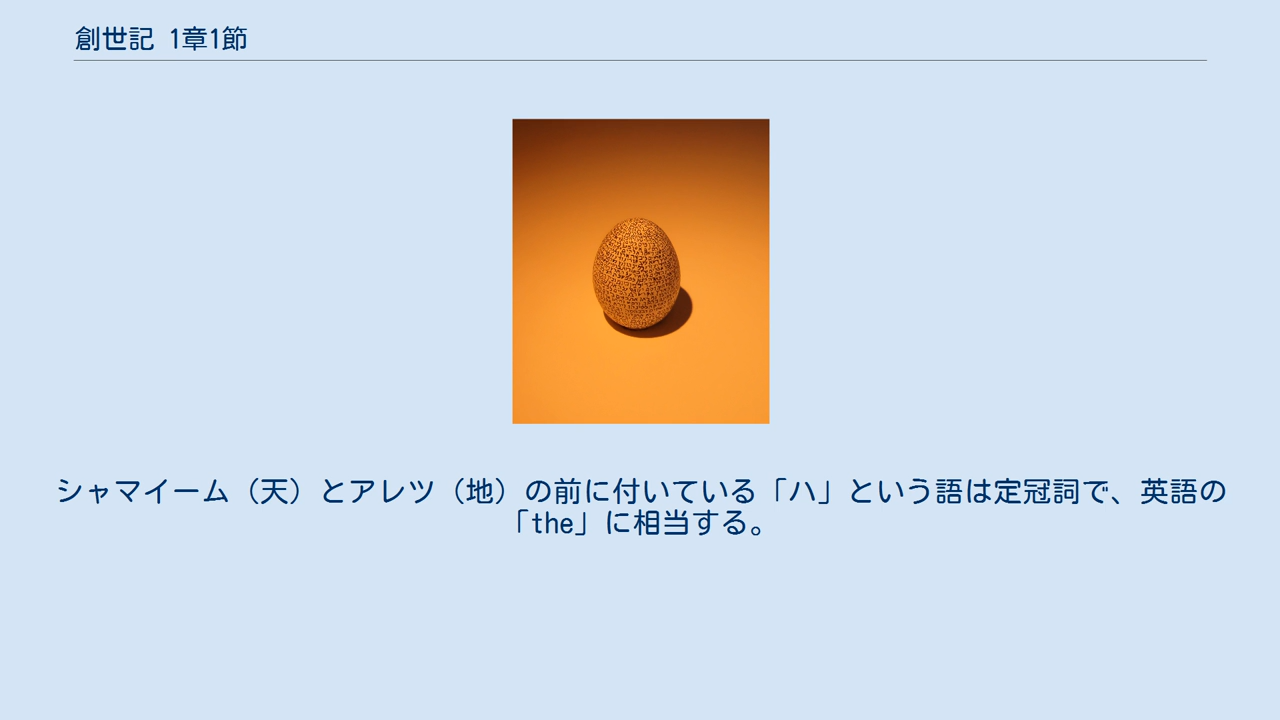 創世記 1章1節
シャマイーム（天）とアレツ（地）の前に付いている「ハ」という語は定冠詞で、英語の
「the」に相当する。